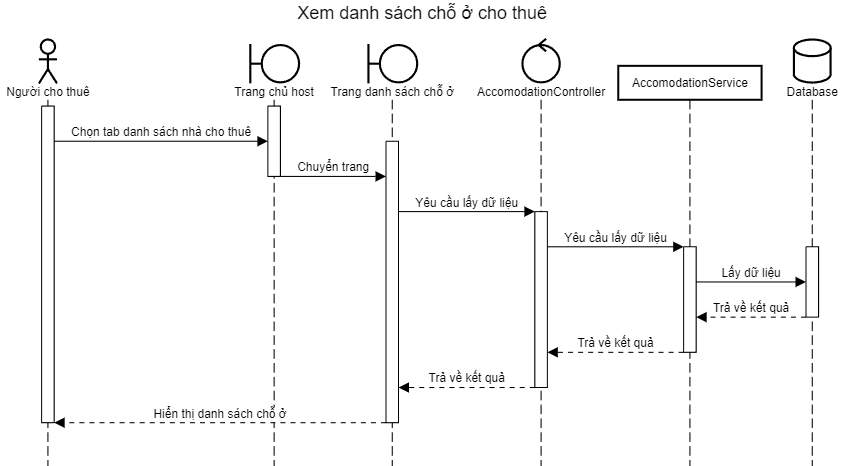 Xem danh sách chỗ ở cho thuê
Người cho thuê
Trang chủ host
Trang danh sách chỗ ở
AccomodationController
AccomodationService
Database
Chọn tab danh sách nhà cho thuê
Chuyển trang
Yêu cầu lấy dữ liệu
Yêu cầu lấy dữ liệu
Lấy dữ liệu
Trả về kết quả
Trả về kết quả
Trả về kết quả
Hiển thị danh sách chỗ ở